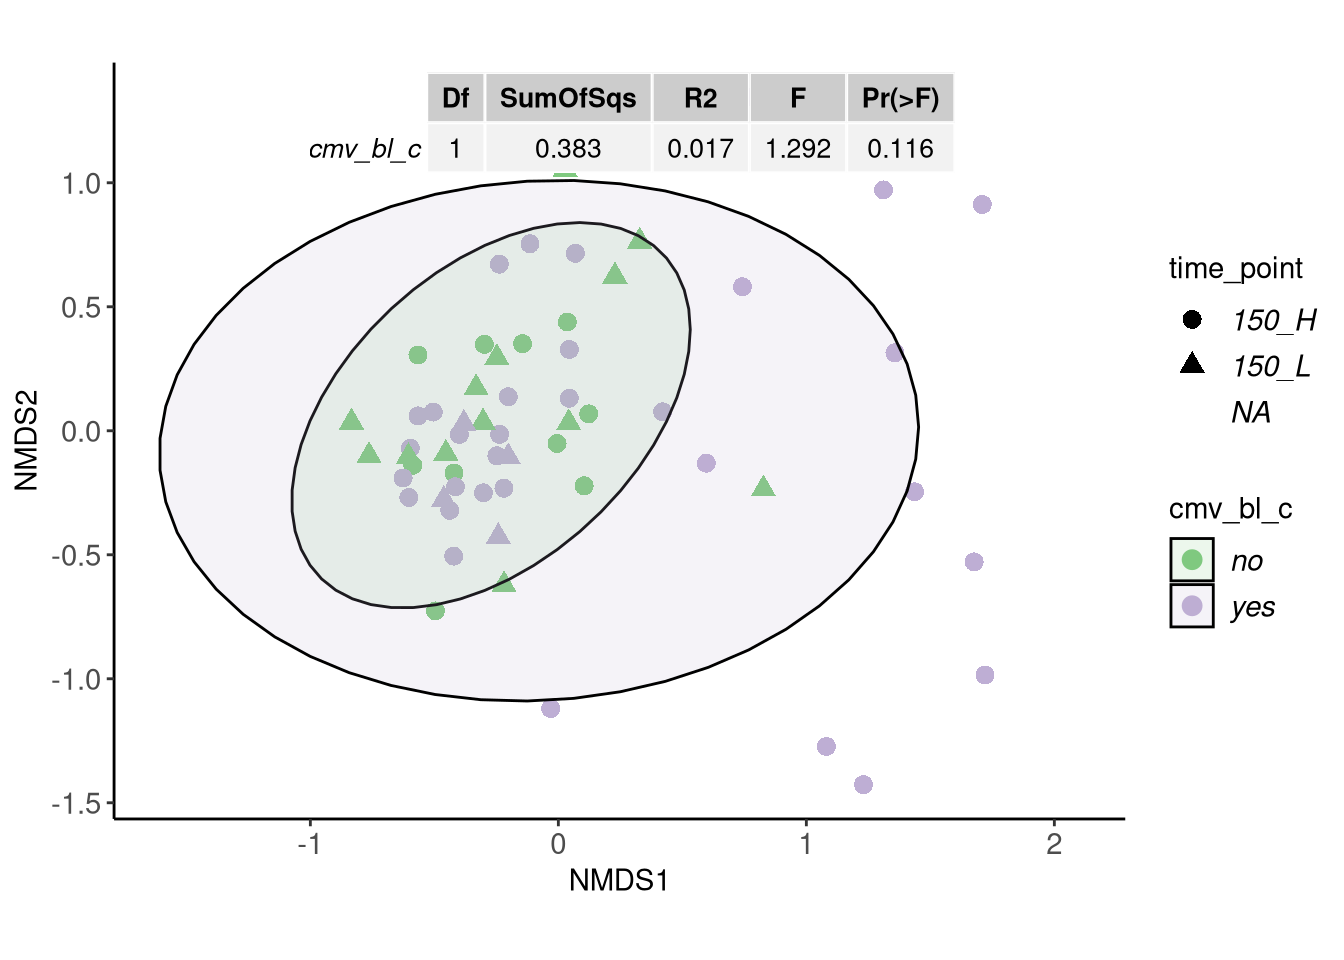 Df SumOfSqs R2 F Pr(>F)
cmv_bl_c 1 0.383 0.017 1.292 0.116
1.0
0.5
0.0
-0.5
-1.0
-1.5
NMDS2
-1 0 1 2
NMDS1
time_point
150_H
150_L
NA
cmv_bl_c
no
yes